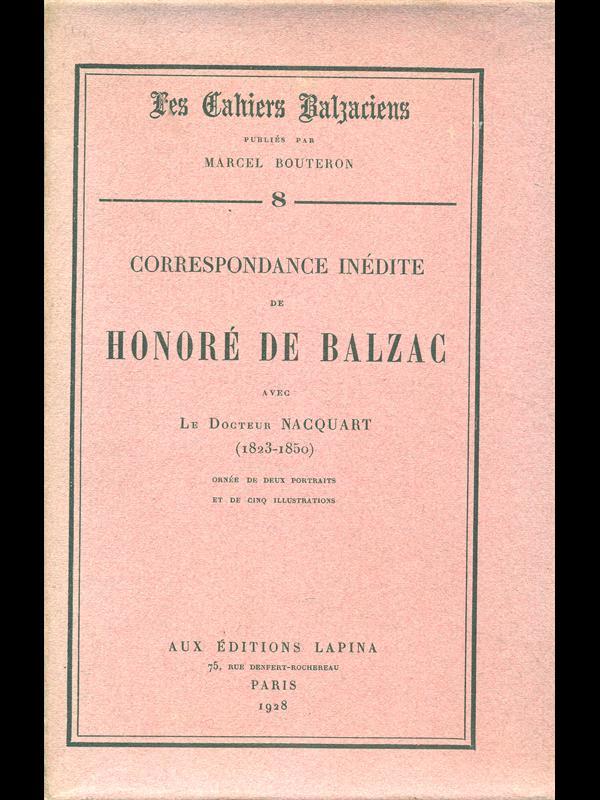 Les Cahiers Balzaciens
PUBLIÉS PAR
MARCEL BOUTERON
8
CORRESPONDANCE INÉDITE
DE
HONORÉ DE BALZAC
AVEC
LE DOCTEUR NACQUART
(1823-1850)
ORNÉE DE DEUX PORTRAITS
ET DE CINQ ILLUSTRATIONS
AUX ÉDITIONS LAPINA
75, RUE DENFERT-ROCHEREAU
PARIS
1928